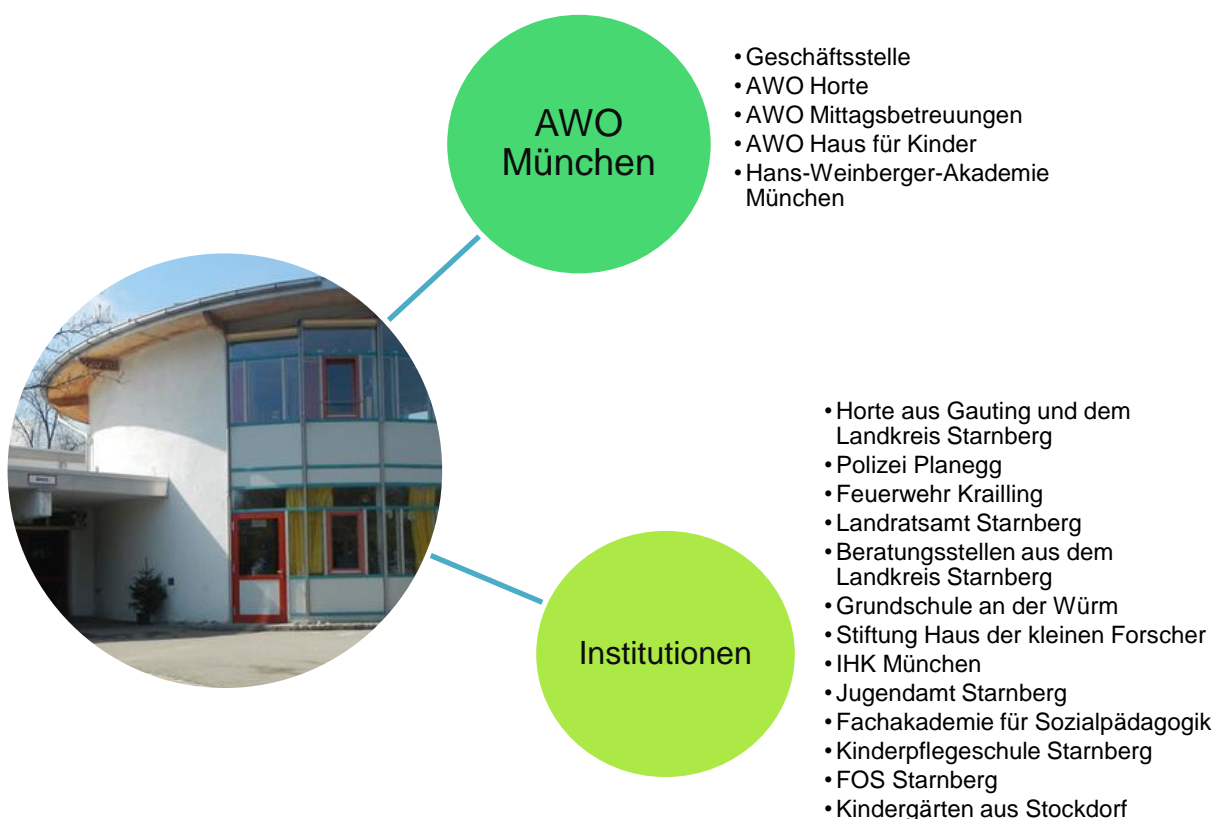 AWO
München
• Geschäftsstelle
• AWO Horte
• AWO Mittagsbetreuungen
• AWO Haus für Kinder
• Hans-Weinberger-Akademie
München
Institutionen
• Horte aus Gauting und dem
Landkreis Starnberg
• Polizei Planegg
• Feuerwehr Krailling
• Landratsamt Starnberg
• Beratungsstellen aus dem
Landkreis Starnberg
• Grundschule an der Würm
• Stiftung Haus der kleinen Forscher
• IHK München
• Jugendamt Starnberg
• Fachakademie für Sozialpädagogik
• Kinderpflegeschule Starnberg
• FOS Starnberg
• Kindergärten aus Stockdorf